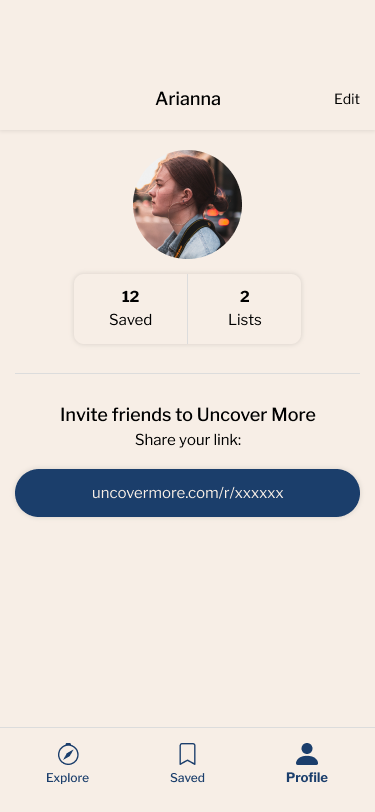 Arianna
Edit
12
Saved
2
Lists
Invite friends to Uncover More
Share your link:
uncovermore.com/r/xxxxxx
Explore
Saved
Profile